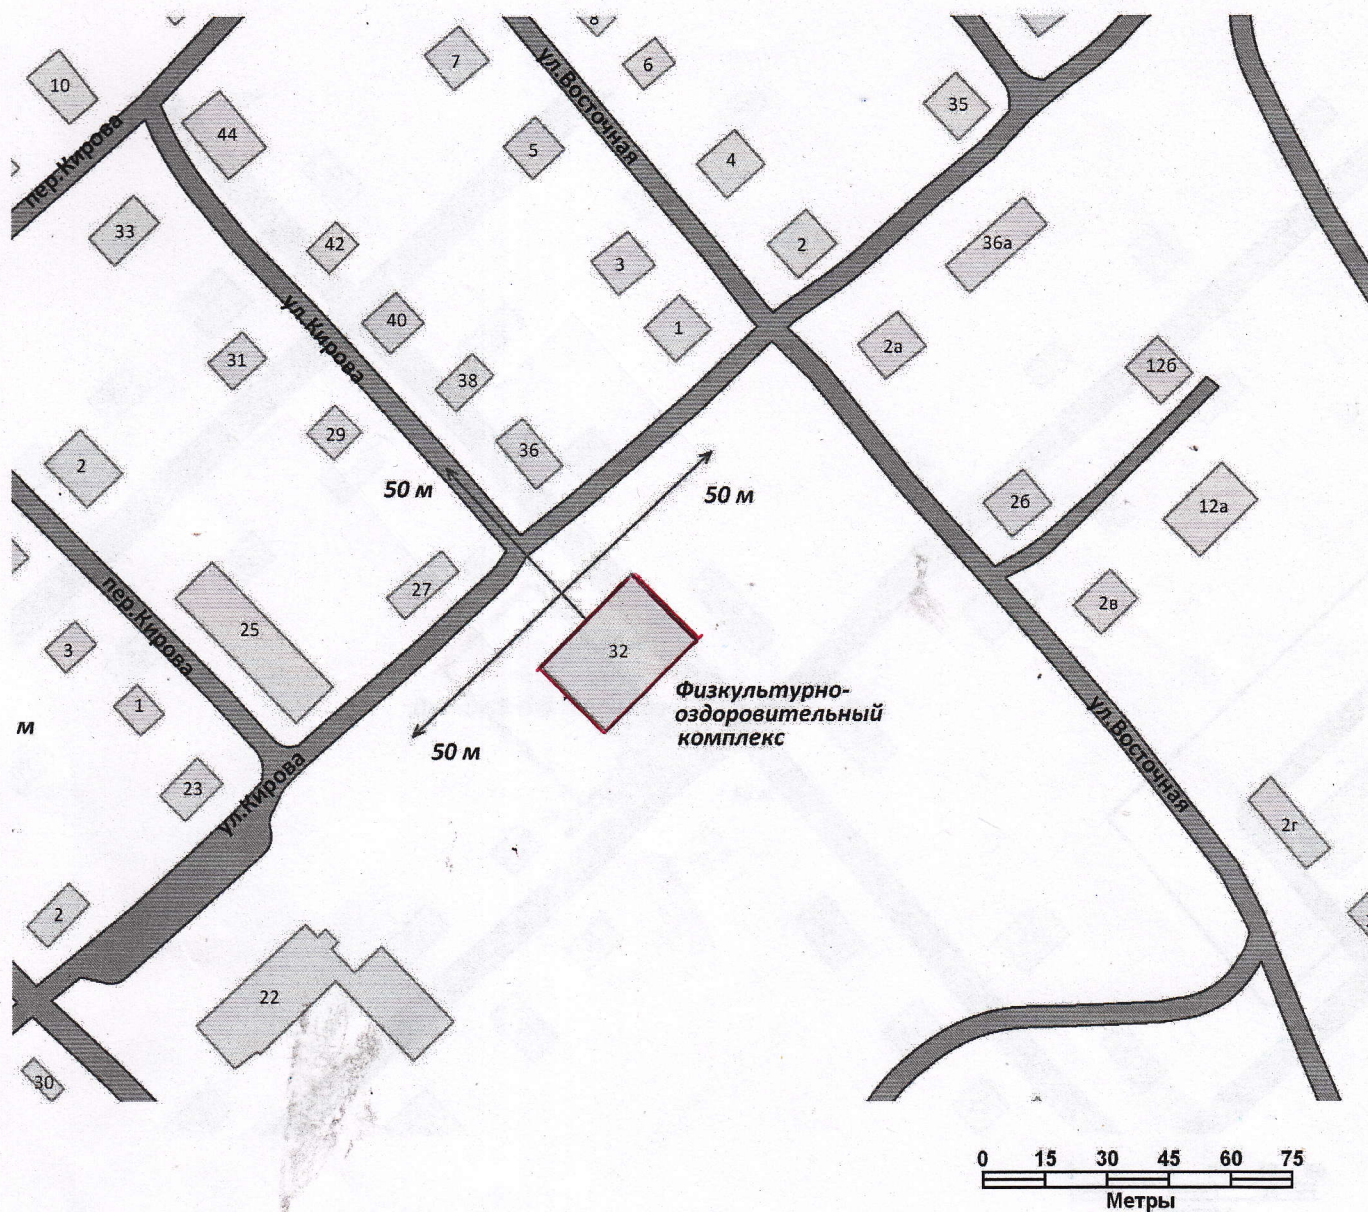 8
10
7
6
ул.Восточная
35
44
пер.Кирова
5
4
33
42
3
2
36а
ул.Кирова
40
1
31
38
2а
12б
29
36
2
50 м
50 м
2б
12а
27
пер.Кирова
25
2в
3
32
1
Физкультурно-
оздоровительный
комплекс
м
50 м
23
ул.Кирова
ул.Восточная
2г
2
22
30
0 15 30 45 60 75
Метры